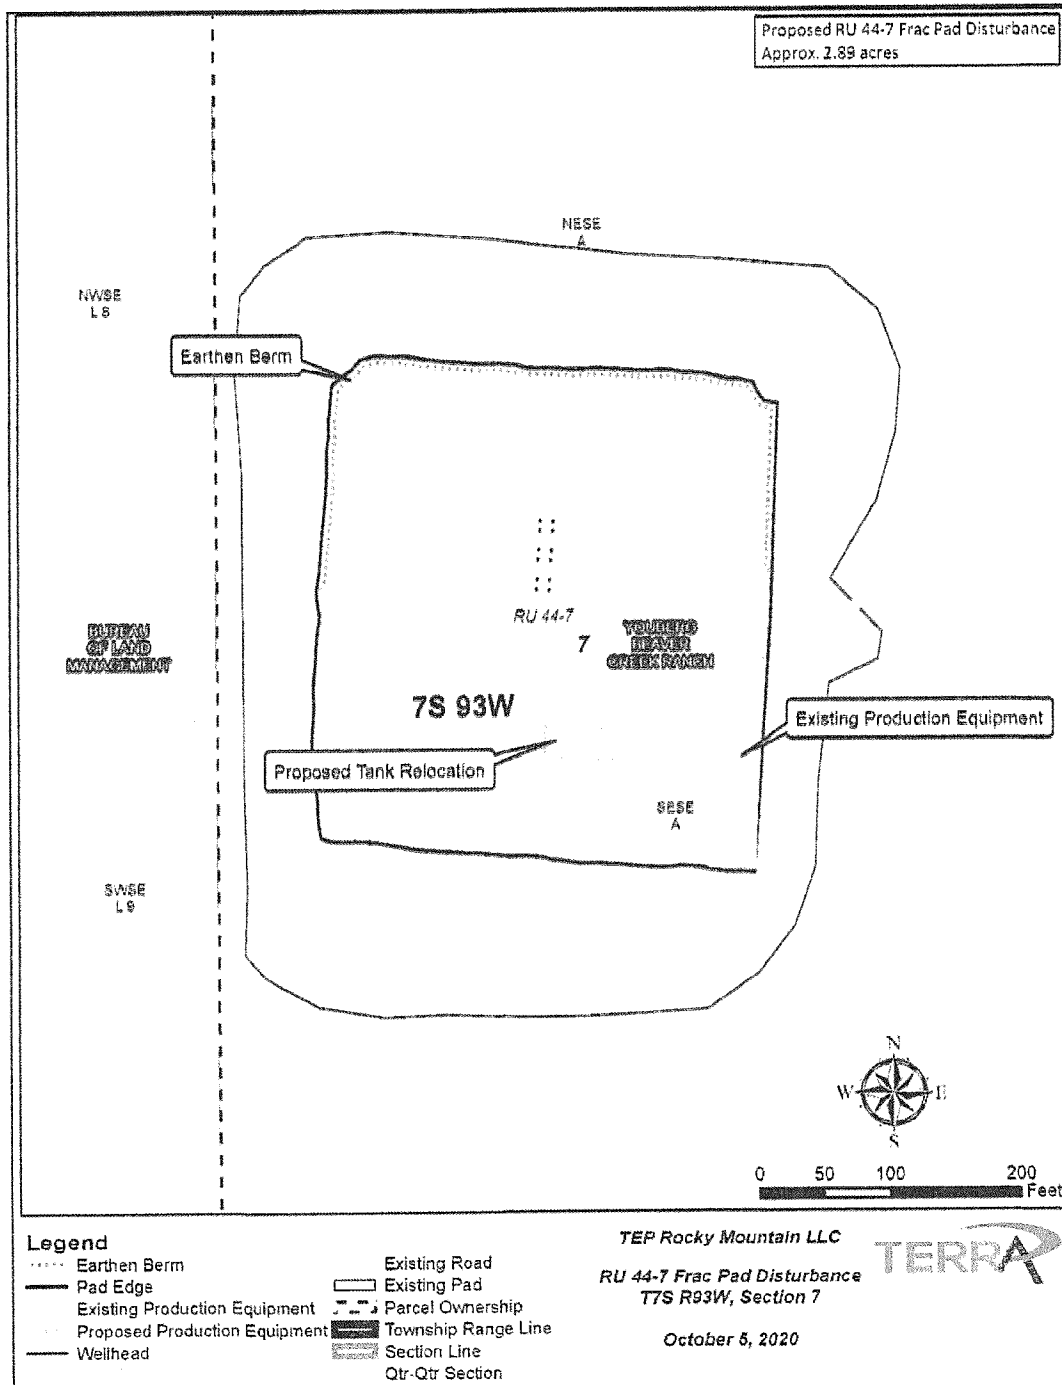 Proposed RU 44-7 Frac Pad Disturbance
Approx. 2.89 acres
NESE
A
NWSE
L 8
Earthen Berm
RU 44-7
7
BUREAU
OF LAND
MANAGEMENT
YOUBERG
BEAVER
CREEK RANCH
7S 93W
Existing Production Equipment
Proposed Tank Relocation
SESE
A
SWSE
L 9
N
W
E
S
0 50 100 200
Feet
Legend
Earthen Berm
Pad Edge
Existing Production Equipment
Proposed Production Equipment
Wellhead
Existing Road
Existing Pad
Parcel Ownership
Township Range Line
Section Line
Qtr-Qtr Section
TEP Rocky Mountain LLC
RU 44-7 Frac Pad Disturbance
T7S R93W, Section 7
October 5, 2020
TERRA